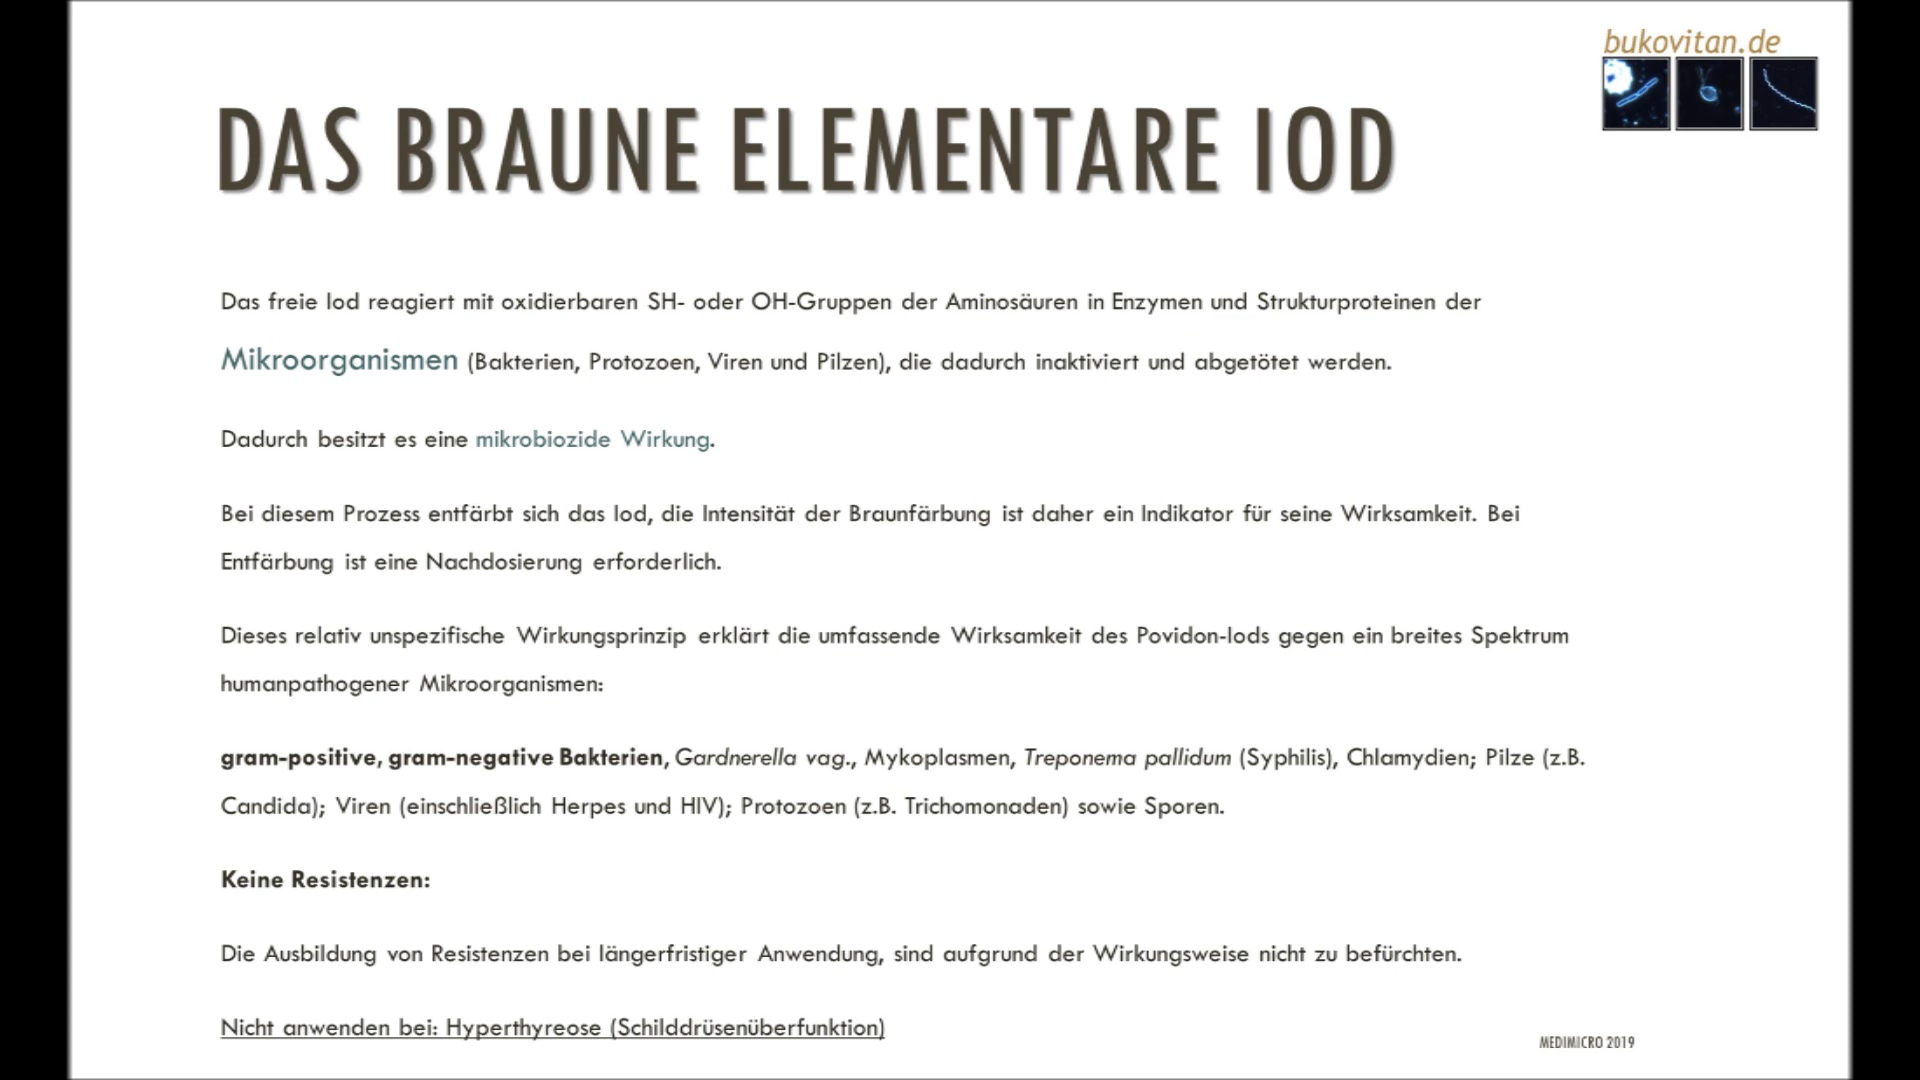 bukovitan.de
DAS BRAUNE ELEMENTARE IOD
Das freie Iod reagiert mit oxidierbaren SH- oder OH-Gruppen der Aminosäuren in Enzymen und Strukturproteinen der
Mikroorganismen (Bakterien, Protozoen, Viren und Pilzen), die dadurch inaktiviert und abgetötet werden.
Dadurch besitzt es eine mikrobiozide Wirkung.
Bei diesem Prozess entfärbt sich das Iod, die Intensität der Braunfärbung ist daher ein Indikator für seine Wirksamkeit. Bei
Entfärbung ist eine Nachdosierung erforderlich.
Dieses relativ unspezifische Wirkungsprinzip erklärt die umfassende Wirksamkeit des Povidon-Iods gegen ein breites Spektrum
humanpathogener Mikroorganismen:
gram-positive, gram-negative Bakterien, Gardnerella vag., Mykoplasmen, Treponema pallidum (Syphilis), Chlamydien; Pilze (z.B.
Candida); Viren (einschließlich Herpes und HIV); Protozoen (z.B. Trichomonaden) sowie Sporen.
Keine Resistenzen:
Die Ausbildung von Resistenzen bei längerfristiger Anwendung, sind aufgrund der Wirkungsweise nicht zu befürchten.
Nicht anwenden bei: Hyperthyreose (Schilddrüsenüberfunktion)
MEDIMICRO 2019